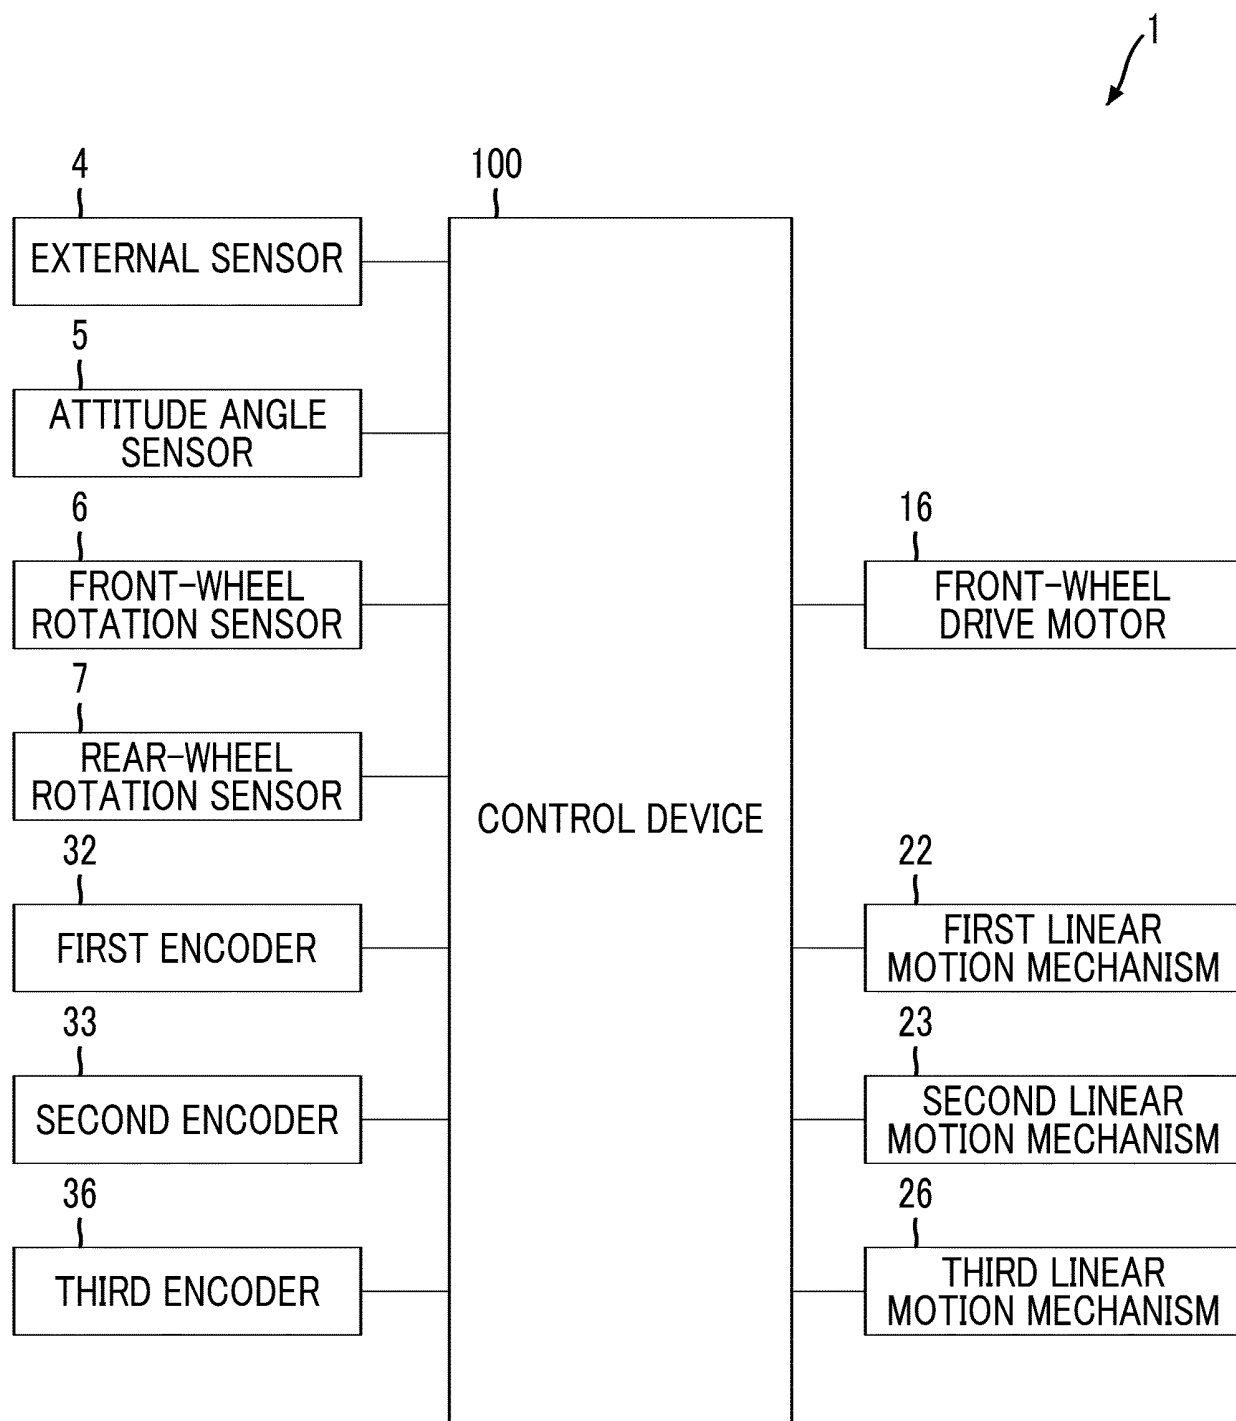 1
4
100
EXTERNAL SENSOR
5
ATTITUDE ANGLE
SENSOR
6
16
FRONT-WHEEL
ROTATION SENSOR
FRONT-WHEEL
DRIVE MOTOR
7
REAR-WHEEL
ROTATION SENSOR
CONTROL DEVICE
32
22
FIRST ENCODER
FIRST LINEAR
MOTION MECHANISM
33
23
SECOND ENCODER
SECOND LINEAR
MOTION MECHANISM
36
26
THIRD ENCODER
THIRD LINEAR
MOTION MECHANISM